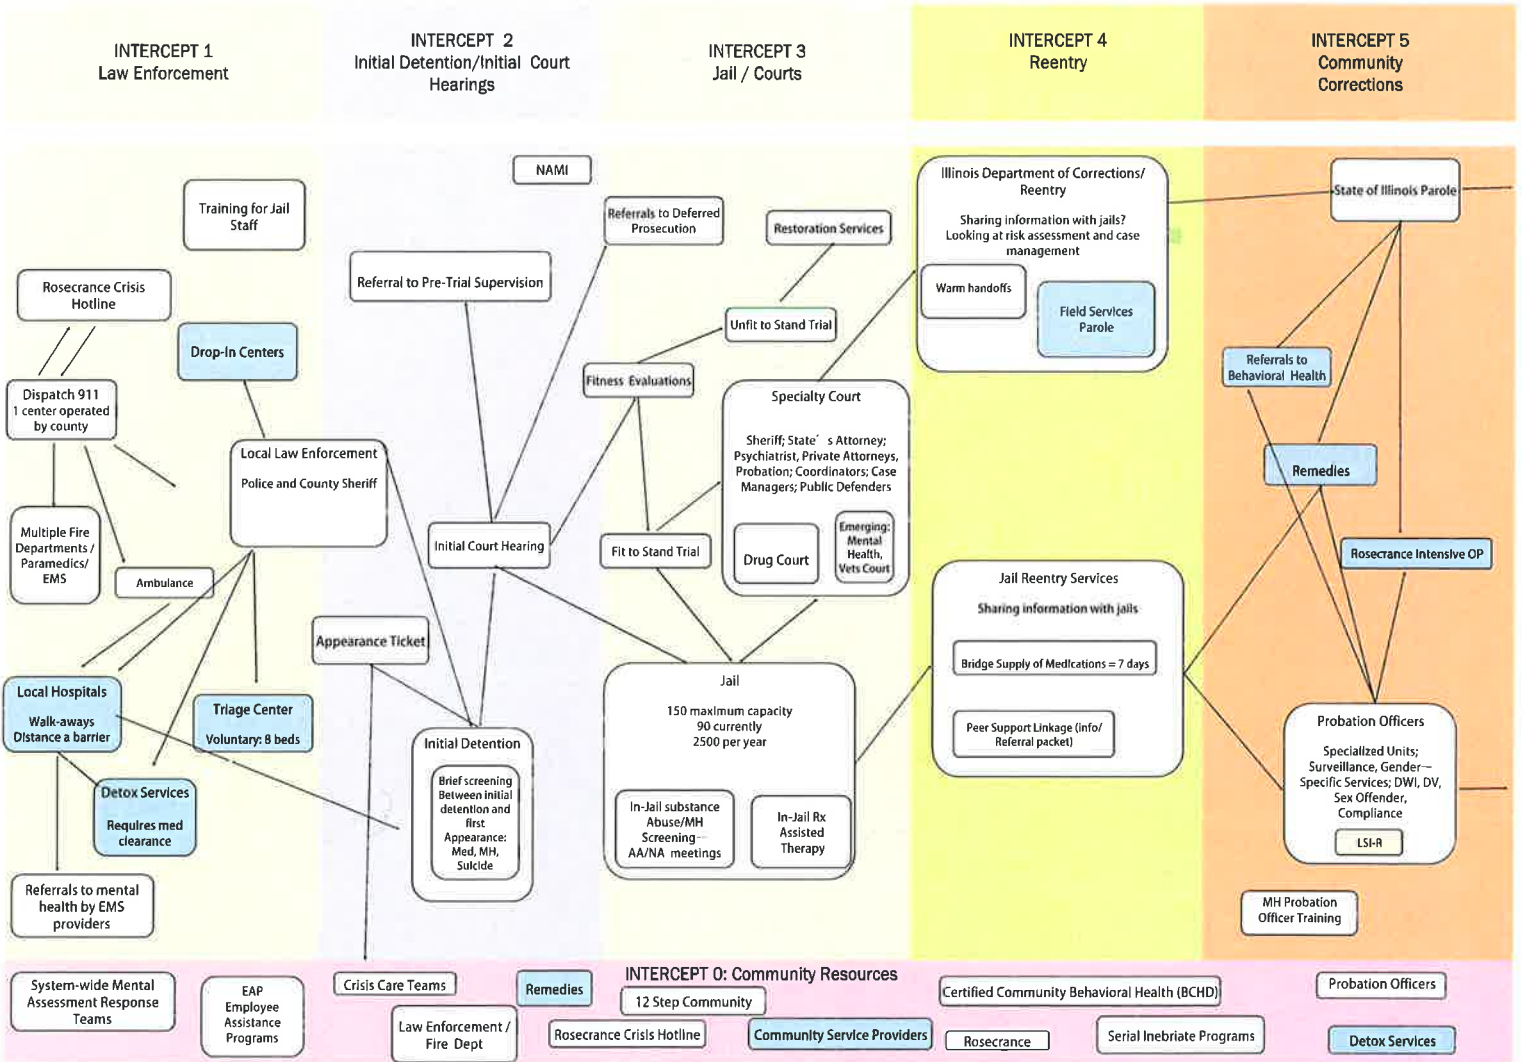 INTERCEPT 1
Law Enforcement
INTERCEPT 2
Initial Detention/Initial Court
Hearings
INTERCEPT 3
Jail / Courts
INTERCEPT 4
Reentry
INTERCEPT 5
Community
Corrections
Training for Jail
Staff
Rosecrance Crisis
Hotline
Drop-In Centers
Dispatch 911
1 center operated
by county
Local Law Enforcement
Police and County Sheriff
Multiple Fire
Departments /
Paramedics/
EMS
Ambulance
Local Hospitals
Walk-aways
Distance a barrier
Triage Center
Voluntary: 8 beds
Detox Services
Requires med
clearance
Referrals to mental
health by EMS
providers
NAMI
Referral to Pre-Trial Supervision
Initial Court Hearing
Appearance Ticket
Initial Detention
Brief screening
Between initial
detention and
first
Appearance:
Med, MH,
Suicide
Referrals to Deferred
Prosecution
Restoration Services
Unfit to Stand Trial
Fitness Evaluations
Specialty Court
Sheriff; State´ s Attorney;
Psychiatrist, Private Attorneys,
Probation; Coordinators; Case
Managers; Public Defenders
Drug Court
Emerging:
Mental
Health,
Vets Court
Fit to Stand Trial
Jail
150 maximum capacity
90 currently
2500 per year
In-Jail substance
Abuse/MH
Screening—
AA/NA meetings
In-Jail Rx
Assisted
Therapy
Illinois Department of Corrections/
Reentry
Sharing information with jails?
Looking at risk assessment and case
management
Warm handoffs
Field Services
Parole
Jail Reentry Services
Sharing information with jails
Bridge Supply of Medications = 7 days
Peer Support Linkage (info/
Referral packet)
State of Illinois Parole
Referrals to
Behavioral Health
Remedies
Rosecrance Intensive OP
Probation Officers
Specialized Units;
Surveillance, Gender—
Specific Services; DWI, DV,
Sex Offender,
Compliance
LSI-R
MH Probation
Officer Training
INTERCEPT 0: Community Resources
System-wide Mental
Assessment Response
Teams
EAP
Employee
Assistance
Programs
Crisis Care Teams
Law Enforcement /
Fire Dept
Remedies
Rosecrance Crisis Hotline
12 Step Community
Community Service Providers
Certified Community Behavioral Health (BCHD)
Rosecrance
Serial Inebriate Programs
Probation Officers
Detox Services